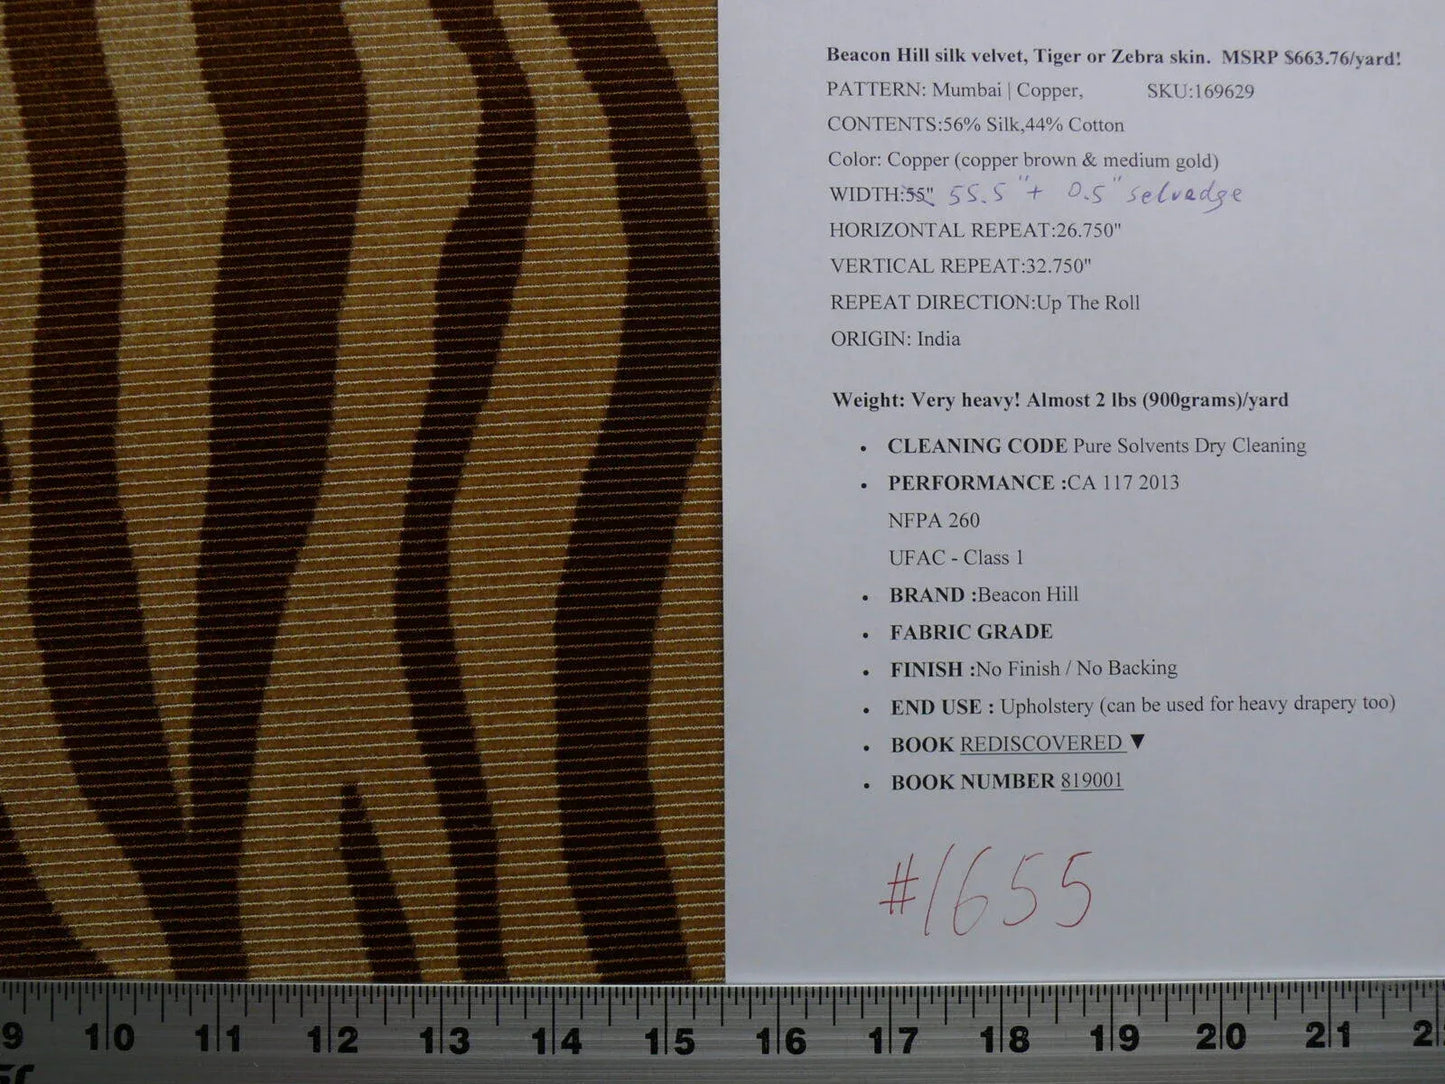 Beacon Hill silk velvet, Tiger or Zebra skin. MSRP $663.76/yard!
PATTERN: Mumbai | Copper, SKU:169629
CONTENTS:56% Silk,44% Cotton
Color: Copper (copper brown & medium gold)
WIDTH:55" 55.5" + 0.5" selvedge
HORIZONTAL REPEAT:26.750"
VERTICAL REPEAT:32.750"
REPEAT DIRECTION:Up The Roll
ORIGIN: India
Weight: Very heavy! Almost 2 lbs (900grams)/yard
• CLEANING CODE Pure Solvents Dry Cleaning
• PERFORMANCE :CA 117 2013
NFPA 260
UFAC - Class 1
• BRAND :Beacon Hill
• FABRIC GRADE
• FINISH :No Finish / No Backing
• END USE : Upholstery (can be used for heavy drapery too)
• BOOK REDISCOVERED ▼
• BOOK NUMBER 819001
#1655
9 10 11 12 13 14 15 16 17 18 19 20 21 2